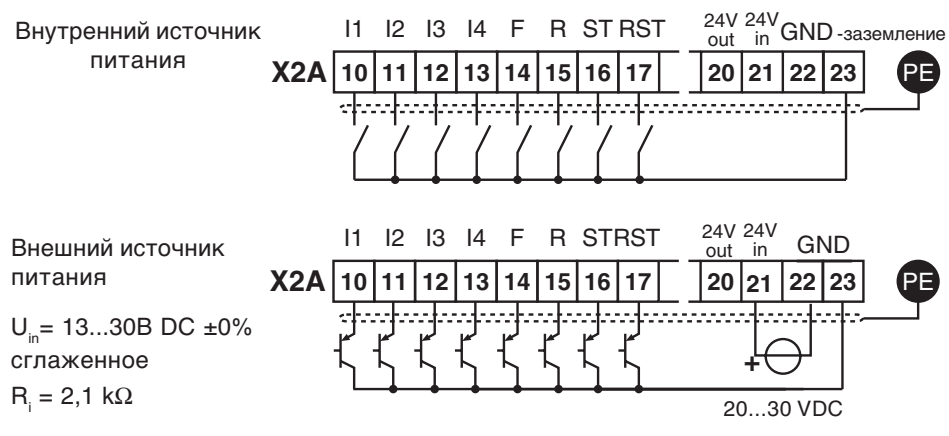 Внутренний источник
питания
I1 I2 I3 I4 F R ST RST 24V out 24V in GND -заземление
X2A 10 11 12 13 14 15 16 17 20 21 22 23 PE
Внешний источник
питания
I1 I2 I3 I4 F R STRST 24V out 24V in GND
X2A 10 11 12 13 14 15 16 17 20 21 22 23 PE
U in= 13...30В DC ±0%
сглаженное
R i = 2,1 kΩ
+
20...30 VDC